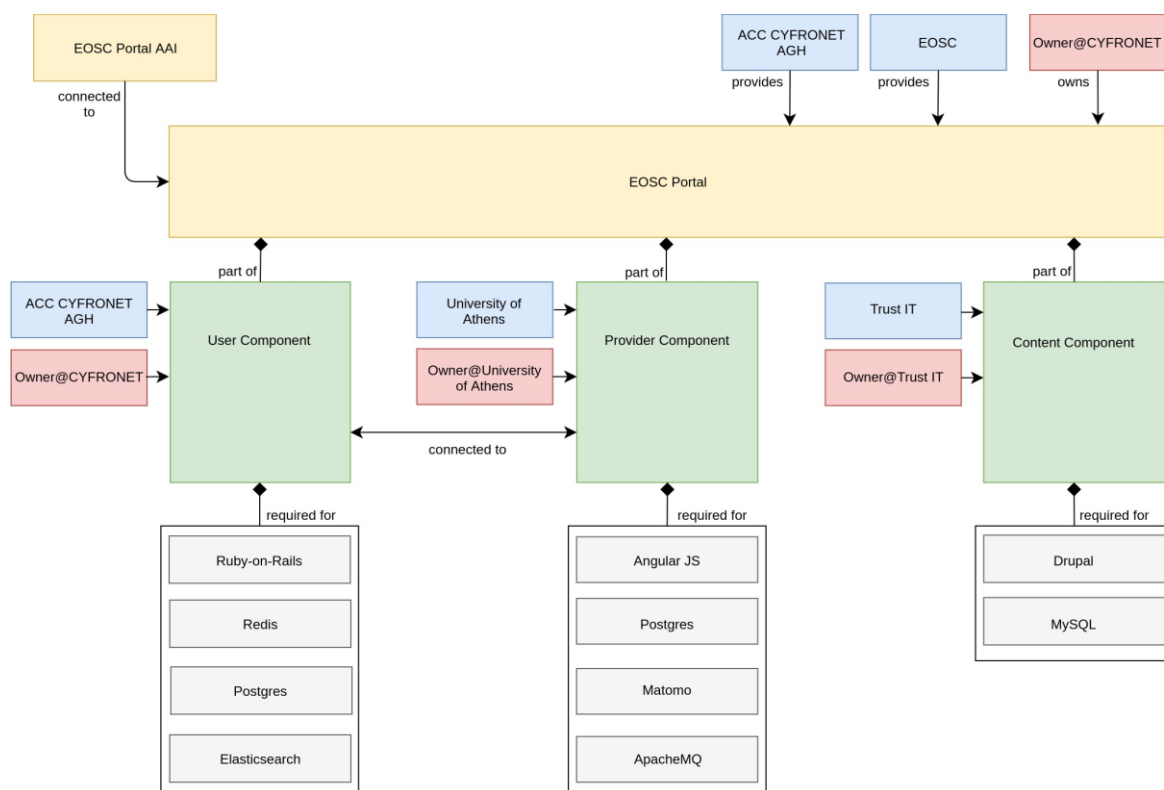 EOSC Portal AAI
ACC CYFRONET
AGH
EOSC
Owner@CYFRONET
connected
to
provides
provides
owns
EOSC Portal
part of
part of
part of
ACC CYFRONET
AGH
Owner@CYFRONET
User Component
University of
Athens
Owner@University
of Athens
Provider Component
Trust IT
Owner@Trust IT
Content Component
connected to
required for
required for
required for
Ruby-on-Rails
Redis
Postgres
Elasticsearch
Angular JS
Postgres
Matomo
ApacheMQ
Drupal
MySQL